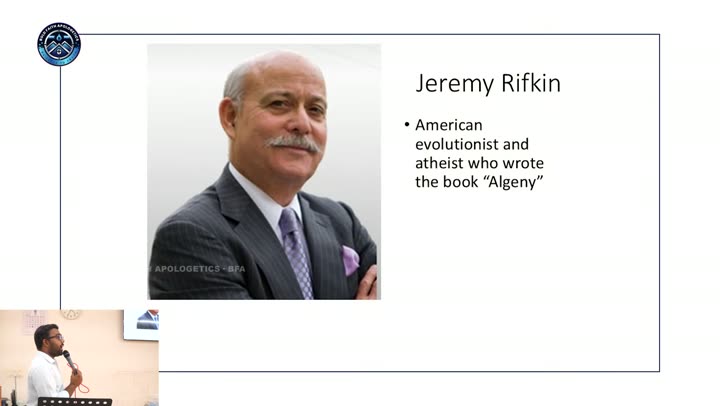 Jeremy Rifkin
• American
evolutionist and
atheist who wrote
the book “Algeny”
APOLOGETICS - BFA